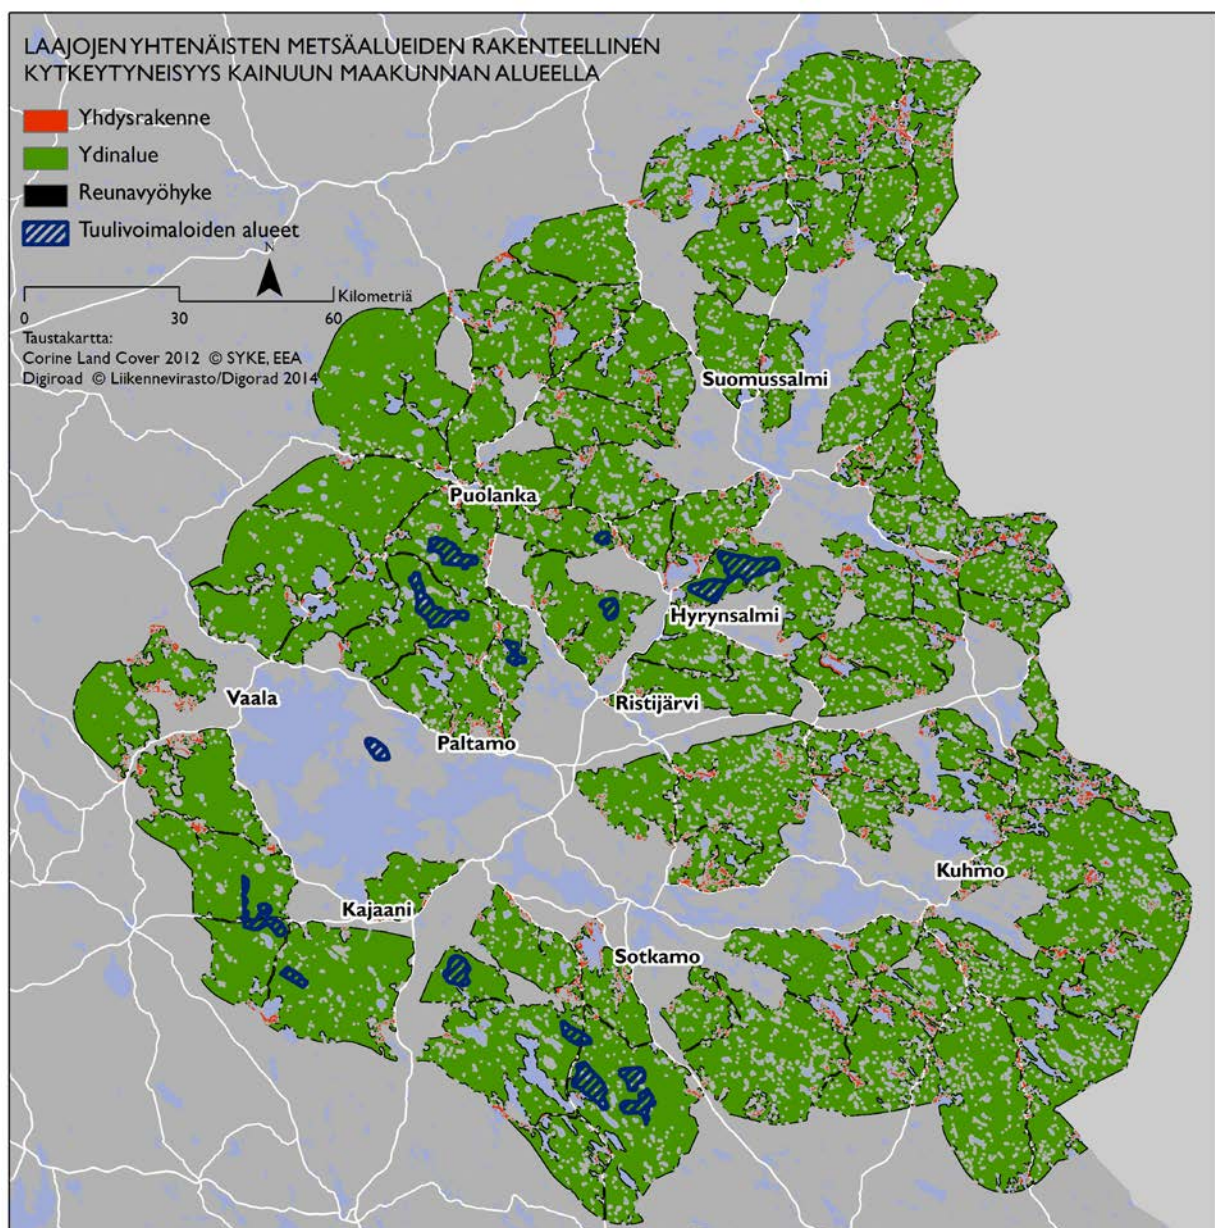 LAAJOJEN YHTENÄISTEN METSÄALUEIDEN RAKENTEELLINEN
KYTKEYTYNEISYYS KAINUUN MAAKUNNAN ALUEELLA
Yhdysrakenne
Ydinalue
Reunavyöhyke
Tuulivoimaloiden alueet
N
Kilometriä
0 30 60
Taustakartta:
Corine Land Cover 2012 © SYKE, EEA
Digiroad © Liikennevirasto/Digorad 2014
Suomussalmi
Puolanka
Hyrynsalmi
Ristijärvi
Vaala
Paltamo
Kuhmo
Kajaani
Sotkamo